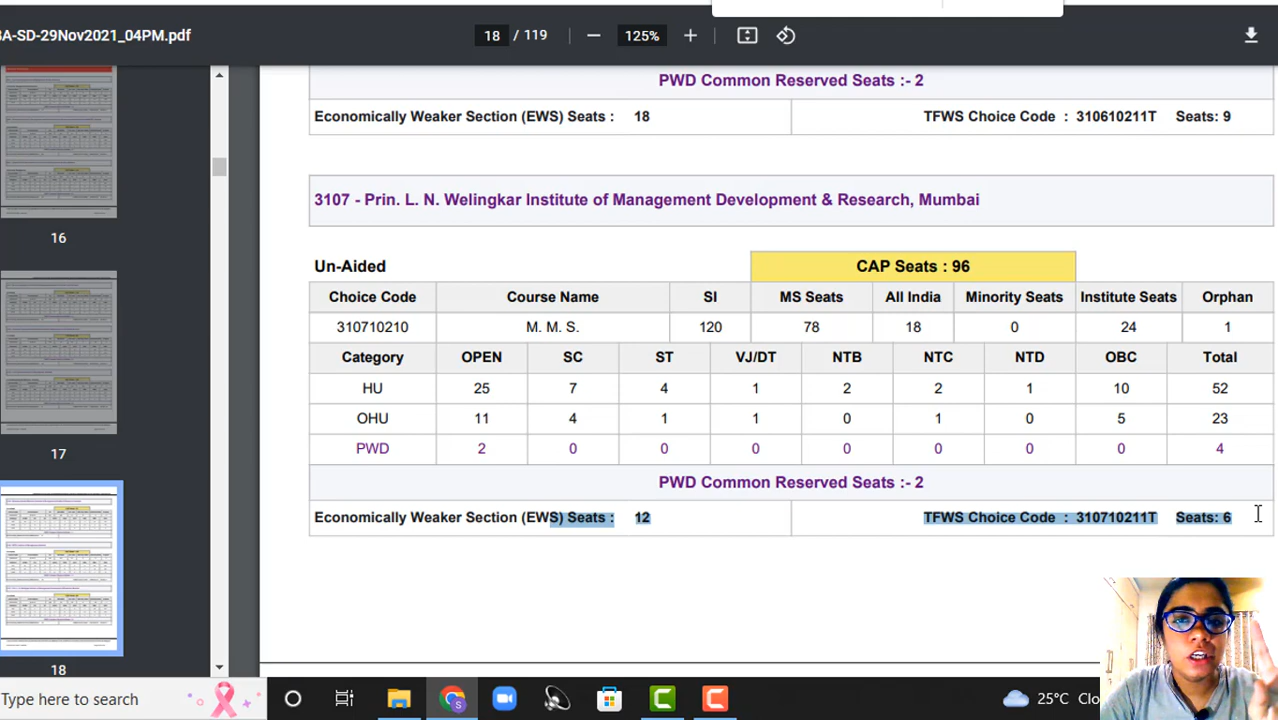 3A-SD-29Nov2021_04PM.pdf
18 / 119 125%
16
17
18
PWD Common Reserved Seats :- 2
Economically Weaker Section (EWS) Seats : 18 TFWS Choice Code : 310610211T Seats: 9
3107 - Prin. L. N. Welingkar Institute of Management Development & Research, Mumbai
Un-Aided CAP Seats : 96
Choice Code Course Name SI MS Seats All India Minority Seats Institute Seats Orphan
310710210 M. M. S. 120 78 18 0 24 1
Category OPEN SC ST VJ/DT NTB NTC NTD OBC Total
HU 25 7 4 1 2 2 1 10 52
OHU 11 4 1 1 0 1 0 5 23
PWD 2 0 0 0 0 0 0 0 4
PWD Common Reserved Seats :- 2
Economically Weaker Section (EWS) Seats : 12 TFWS Choice Code : 310710211T Seats: 6
Type here to search 25°C Clo